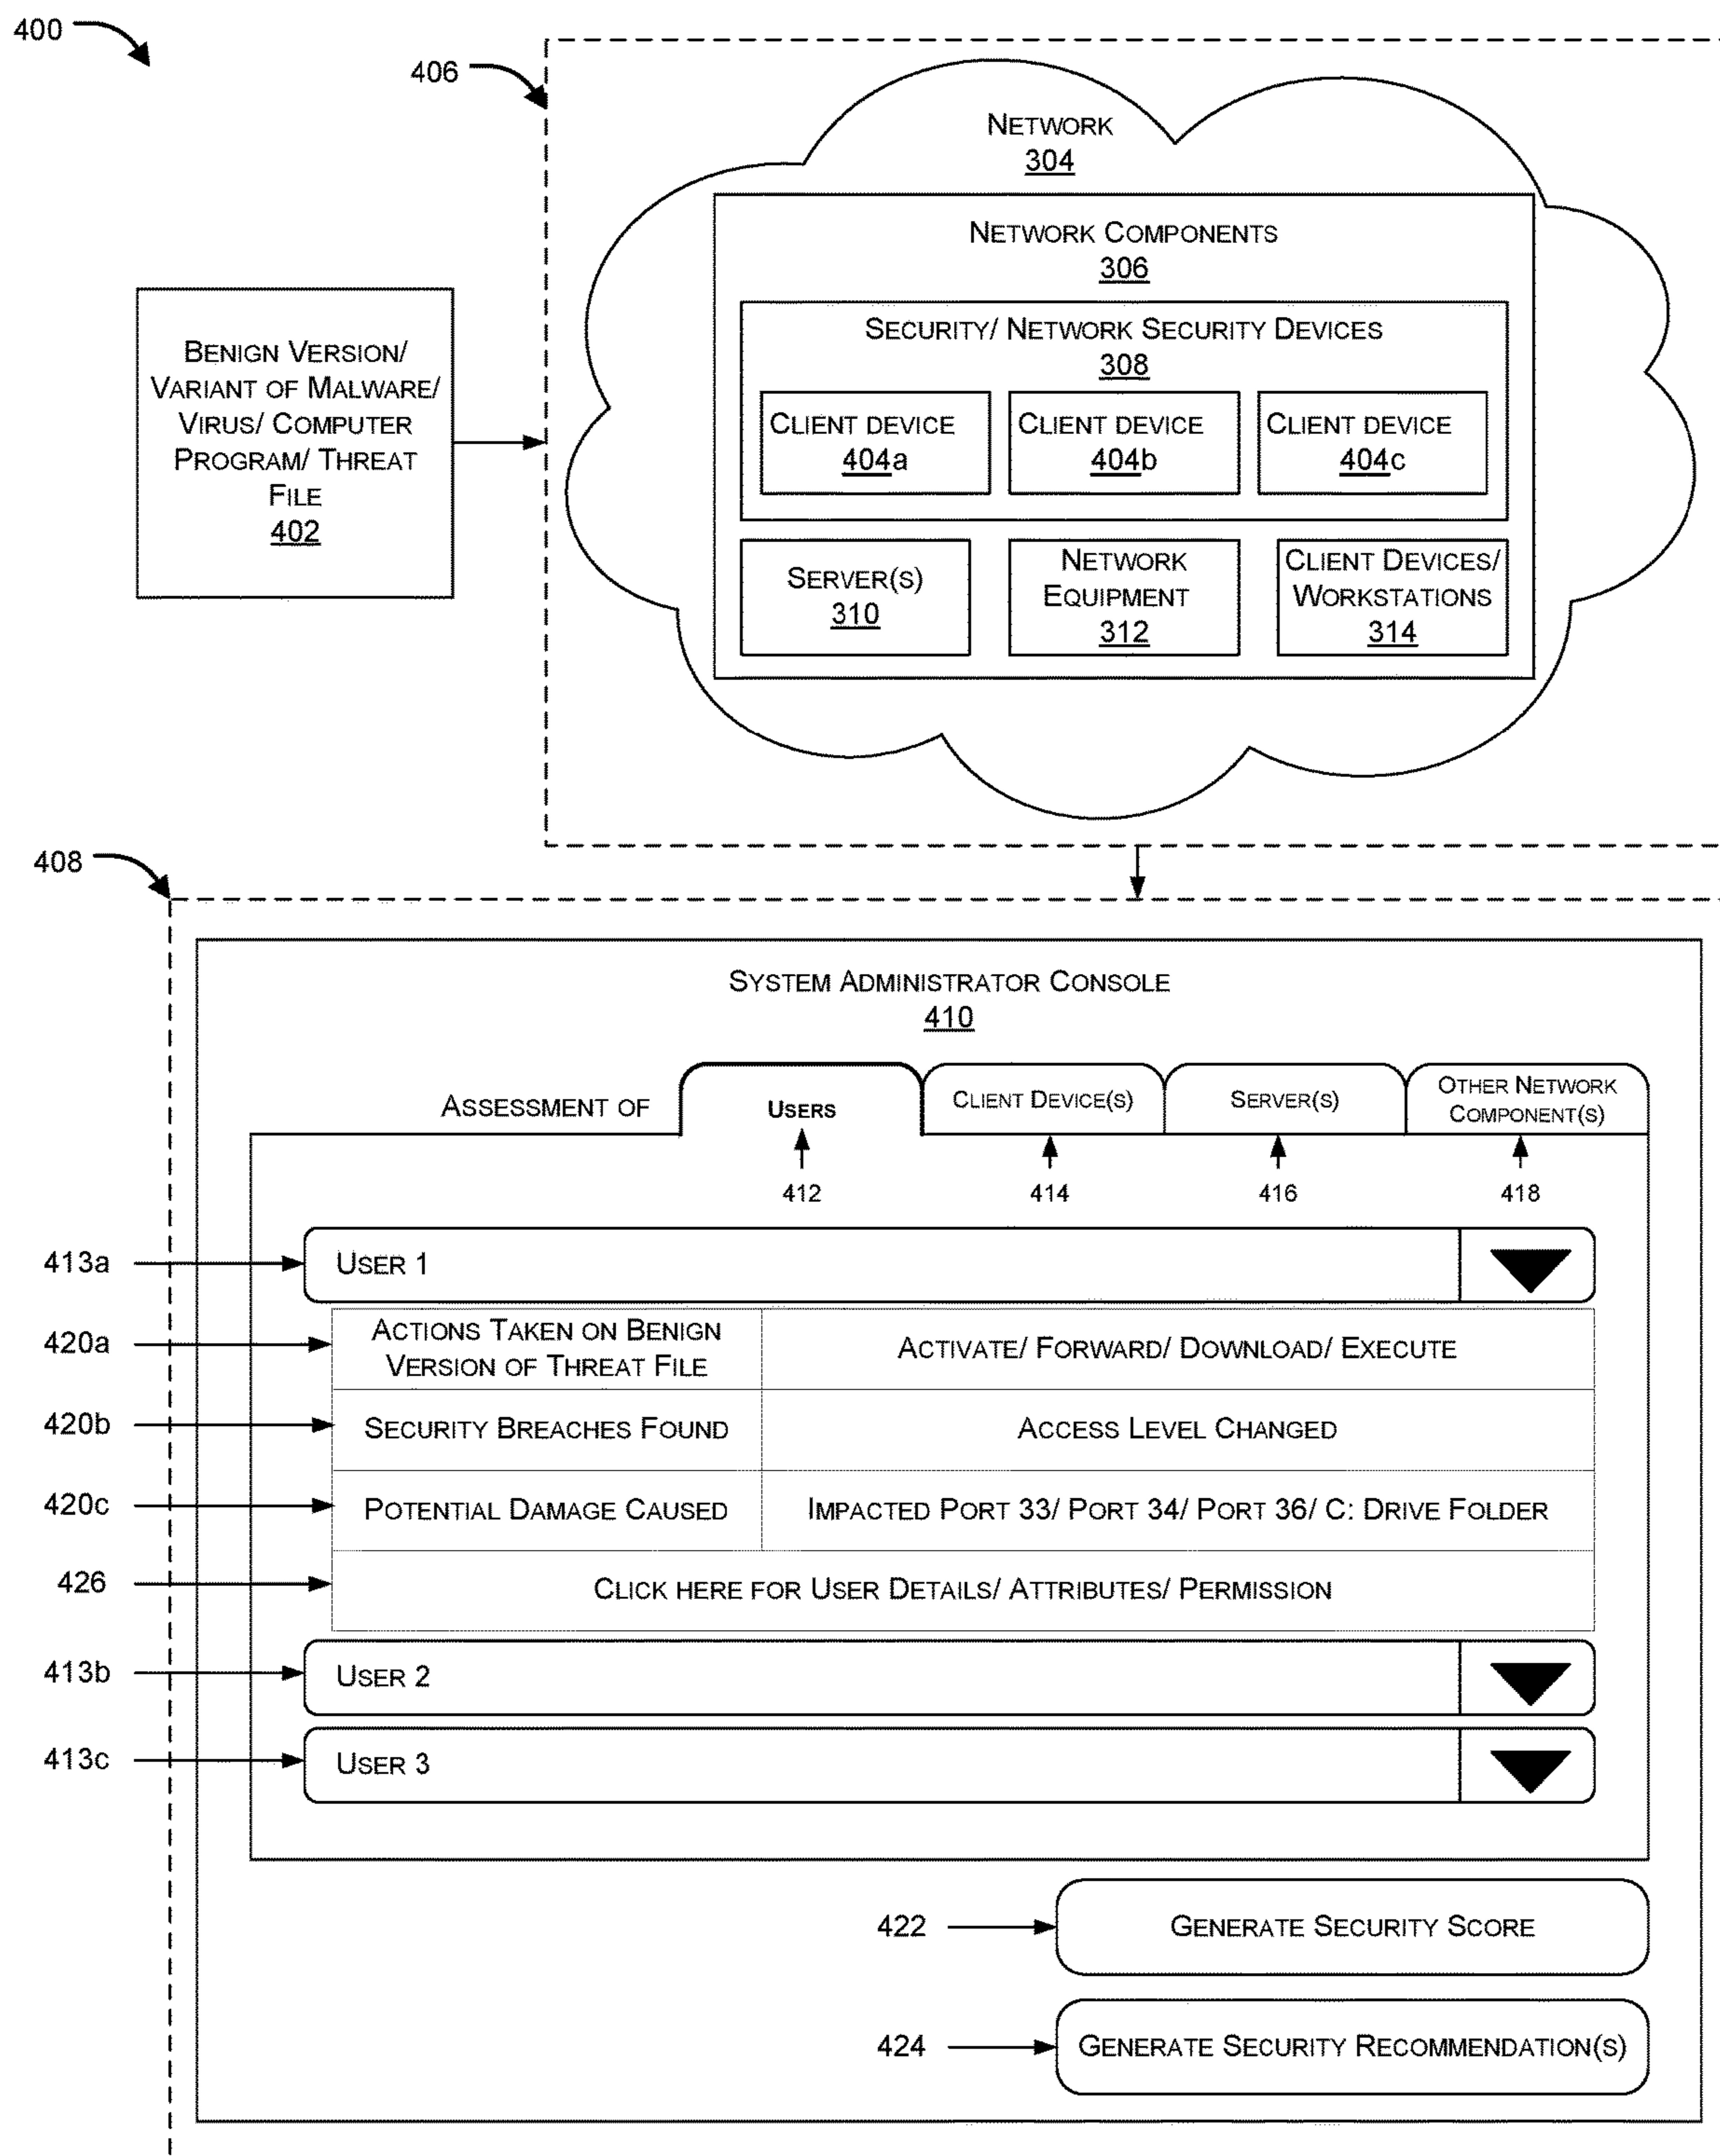 400
406
NETWORK
304
NETWORK COMPONENTS
306
SECURITY/ NETWORK SECURITY DEVICES
308
CLIENT DEVICE
404a
CLIENT DEVICE
404b
CLIENT DEVICE
404c
SERVER(S)
310
NETWORK
EQUIPMENT
312
CLIENT DEVICES/
WORKSTATIONS
314
BENIGN VERSION/
VARIANT OF MALWARE/
VIRUS/ COMPUTER
PROGRAM/ THREAT
FILE
402
408
SYSTEM ADMINISTRATOR CONSOLE
410
ASSESSMENT OF
USERS
CLIENT DEVICE(S)
SERVER(S)
OTHER NETWORK
COMPONENT(S)
412
414
416
418
413a
USER 1
420a
ACTIONS TAKEN ON BENIGN
VERSION OF THREAT FILE
ACTIVATE/ FORWARD/ DOWNLOAD/ EXECUTE
420b
SECURITY BREACHES FOUND
ACCESS LEVEL CHANGED
420c
POTENTIAL DAMAGE CAUSED
IMPACTED PORT 33/ PORT 34/ PORT 36/ C: DRIVE FOLDER
426
CLICK HERE FOR USER DETAILS/ ATTRIBUTES/ PERMISSION
413b
USER 2
413c
USER 3
422
GENERATE SECURITY SCORE
424
GENERATE SECURITY RECOMMENDATION(S)